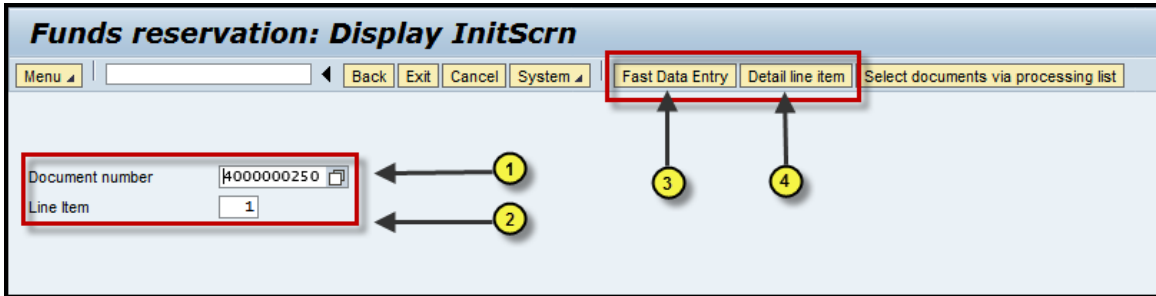 Funds reservation: Display InitScrn
Menu Back Exit Cancel System Fast Data Entry Detail line item Select documents via processing list
Document number 4000000250 1
3 4
Line Item 1
2